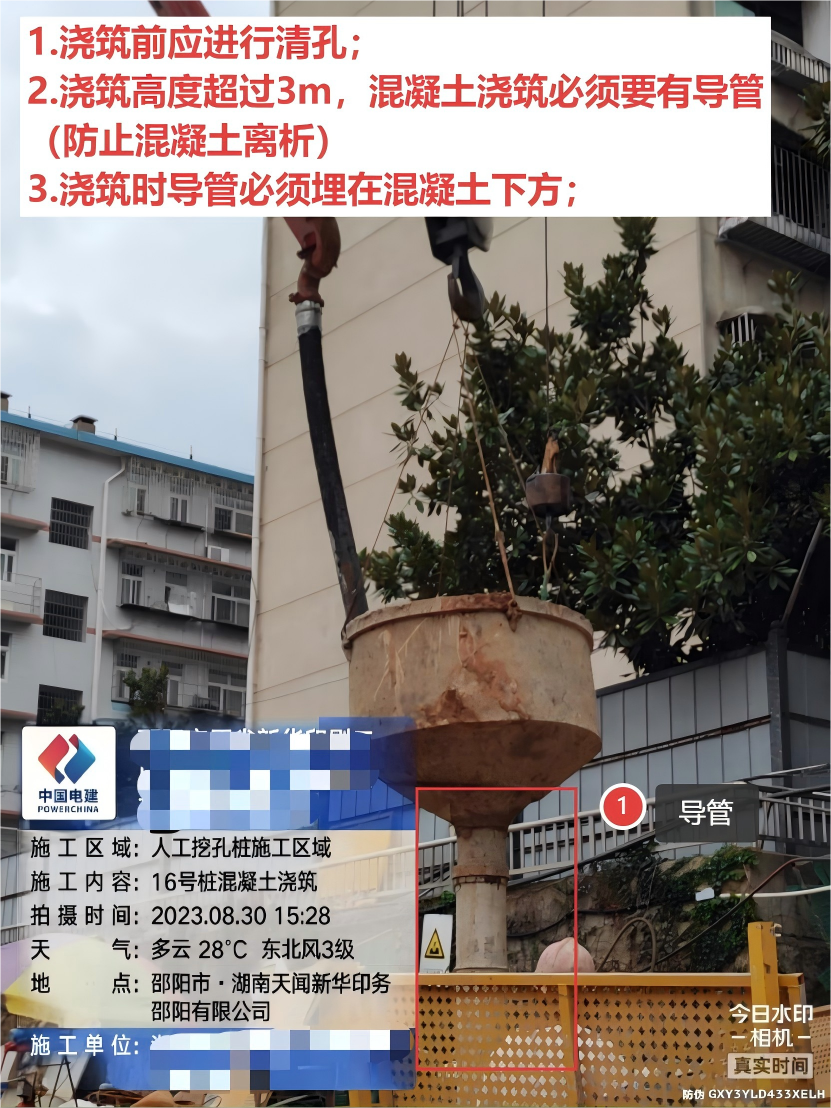 1.浇筑前应进行清孔；
2.浇筑高度超过3m，混凝土浇筑必须要有导管
（防止混凝土离析）
3.浇筑时导管必须埋在混凝土下方；
1
导管
中国电建
POWERCHINA
施工区域：人工挖孔桩施工区域
施工内容：16号桩混凝土浇筑
拍摄时间：2023.08.30 15:28
天气：多云 28℃ 东北风3级
地点：邵阳市·湖南天闻新华印务
邵阳有限公司
施工单位：
今日水印
-相机-
真实时间
防伪 GXY3YLD433XELH